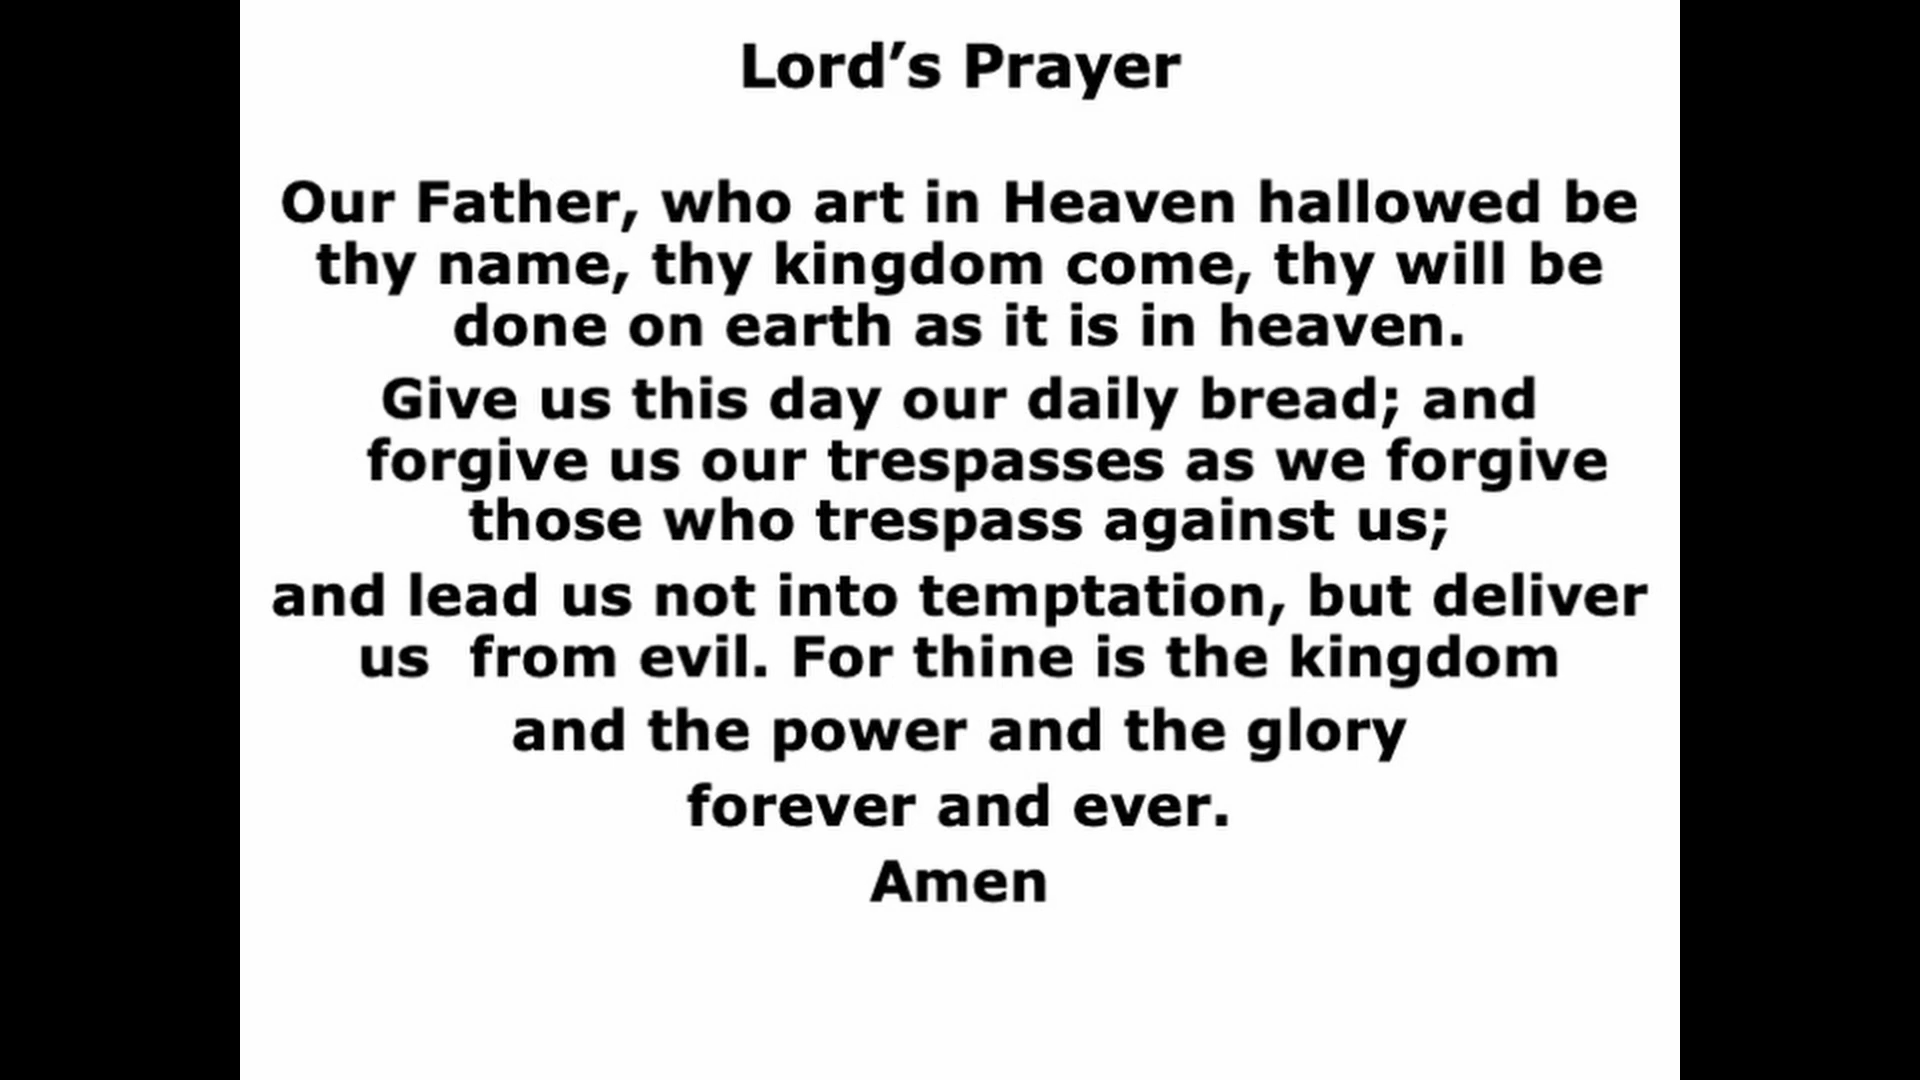 Lord’s Prayer
Our Father, who art in Heaven hallowed be
thy name, thy kingdom come, thy will be
done on earth as it is in heaven.
Give us this day our daily bread; and
forgive us our trespasses as we forgive
those who trespass against us;
and lead us not into temptation, but deliver
us  from evil. For thine is the kingdom
and the power and the glory
forever and ever.
Amen